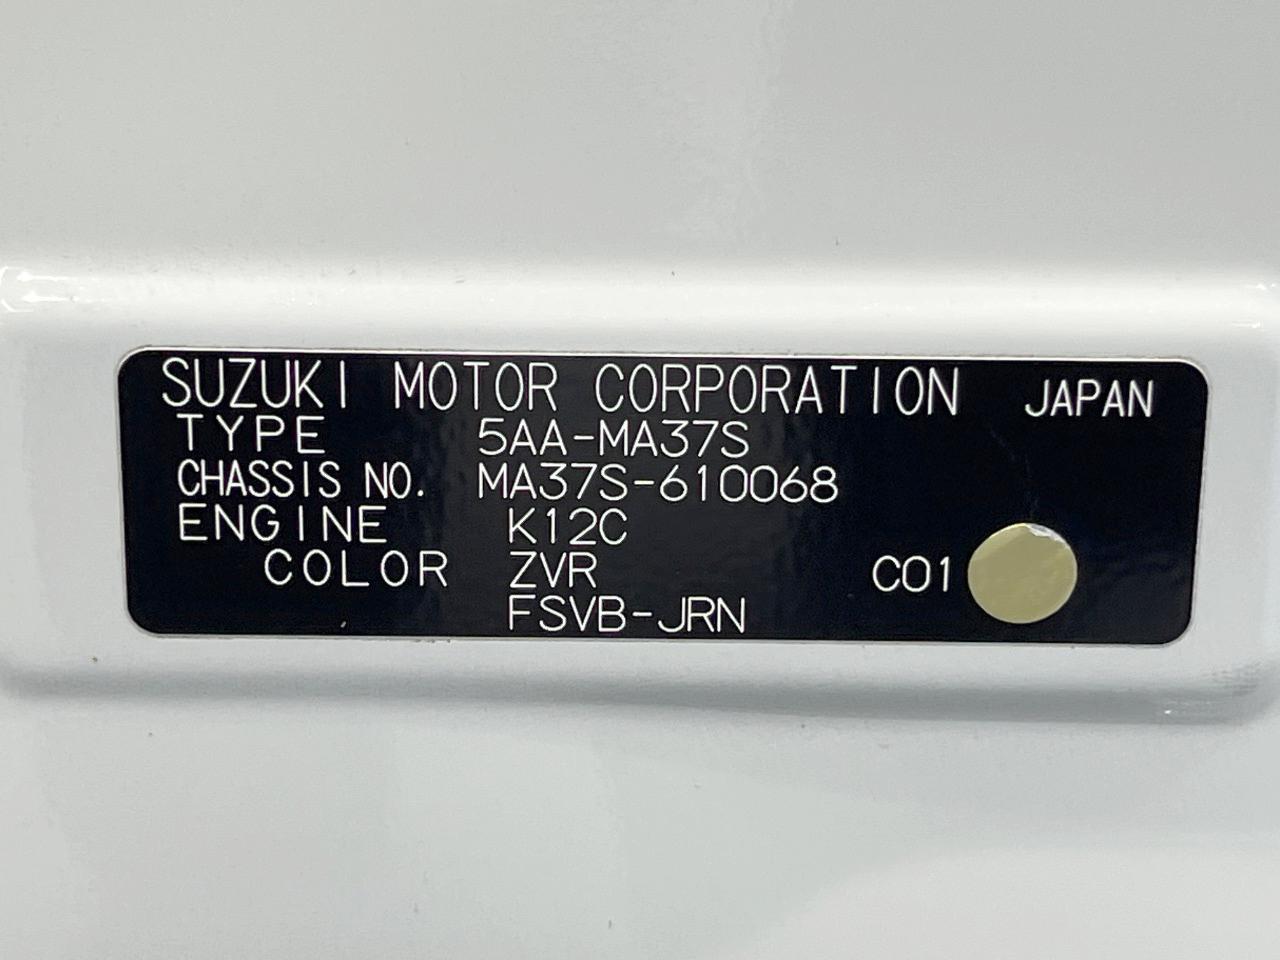 SUZUKI MOTOR CORPORATION JAPAN
TYPE 5AA-MA37S
CHASSIS NO. MA37S-610068
ENGINE K12C
COLOR ZVR C01
FSVB-JRN